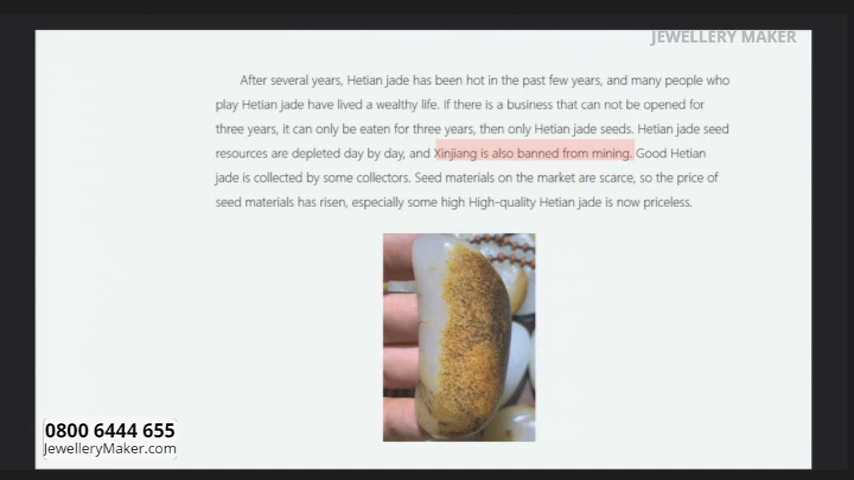 JEWELLERY MAKER
After several years, Hetian jade has been hot in the past few years, and many people who
play Hetian jade have lived a wealthy life. If there is a business that can not be opened for
three years, it can only be eaten for three years, then only Hetian jade seeds. Hetian jade seed
resources are depleted day by day, and Xinjiang is also banned from mining. Good Hetian
jade is collected by some collectors. Seed materials on the market are scarce, so the price of
seed materials has risen, especially some high High-quality Hetian jade is now priceless.
0800 6444 655
JewelleryMaker.com